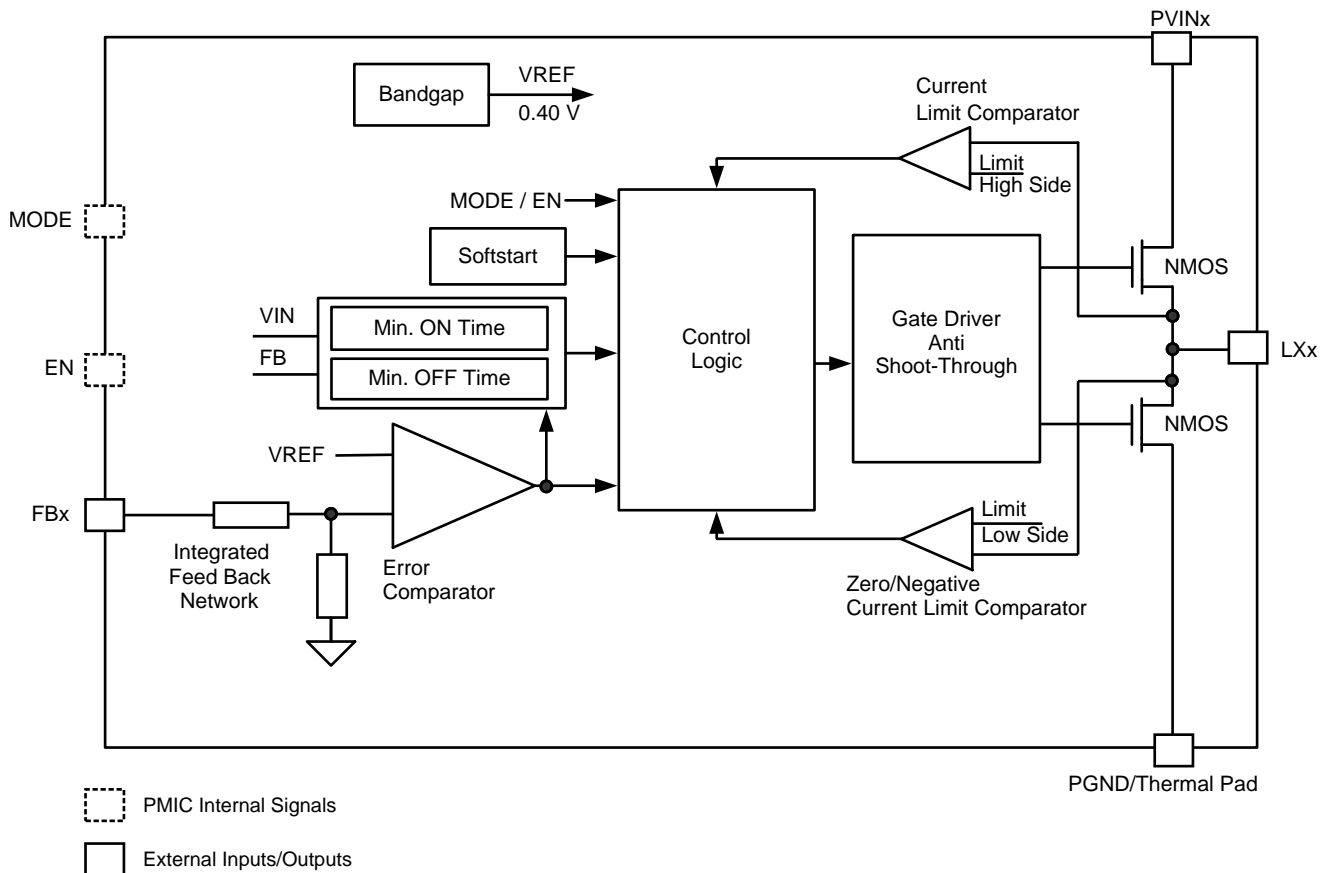 PVINx
Bandgap
VREF
0.40 V
Current
Limit Comparator
Limit
High Side
MODE
MODE / EN
Softstart
NMOS
VIN
FB
Min. ON Time
Min. OFF Time
Control
Logic
Gate Driver
Anti
Shoot-Through
LXx
EN
NMOS
VREF
FBx
Integrated
Feed Back
Network
Error
Comparator
Limit
Low Side
Zero/Negative
Current Limit Comparator
PGND/Thermal Pad
PMIC Internal Signals
External Inputs/Outputs